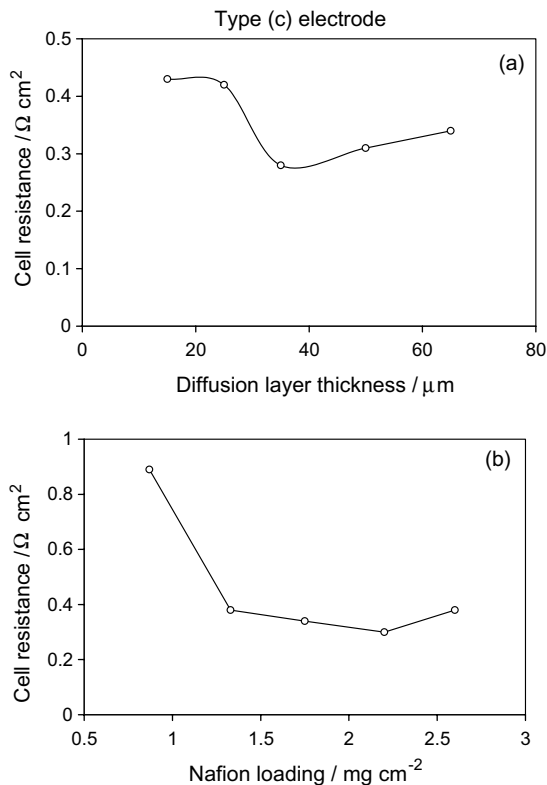 Type (c) electrode
(a)
Cell resistance / Ω cm²
0.5
0.4
0.3
0.2
0.1
0
0 20 40 60 80
Diffusion layer thickness / μm
(b)
Cell resistance / Ω cm²
1
0.8
0.6
0.4
0.2
0
0.5 1 1.5 2 2.5 3
Nafion loading / mg cm⁻²